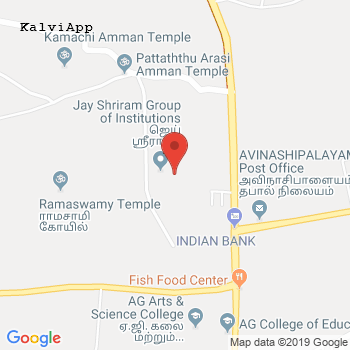 KalviApp
Kamachi Amman Temple
Pattaththu Arasi
Amman Temple
Jay Shriram Group
of Institutions
ஜெய்
AVINASHIPALAYAM
Post Office
அவிநாசிபாளையம்
தபால் நிலையம்
Ramaswamy Temple
ராமசாமி
கோயில்
INDIAN BANK
Fish Food Center
AG Arts &
Science College
ஏ.ஜி. கலை
மற்றும்...
AG College of Educ
Map data ©2019 Google